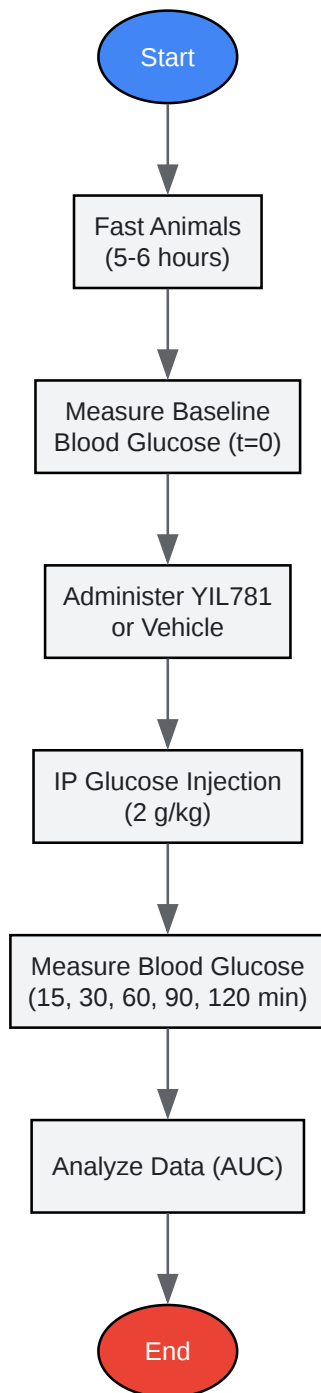 Start
Fast Animals
(5-6 hours)
Measure Baseline
Blood Glucose (t=0)
Administer YIL781
or Vehicle
IP Glucose Injection
(2 g/kg)
Measure Blood Glucose
(15, 30, 60, 90, 120 min)
Analyze Data (AUC)
End